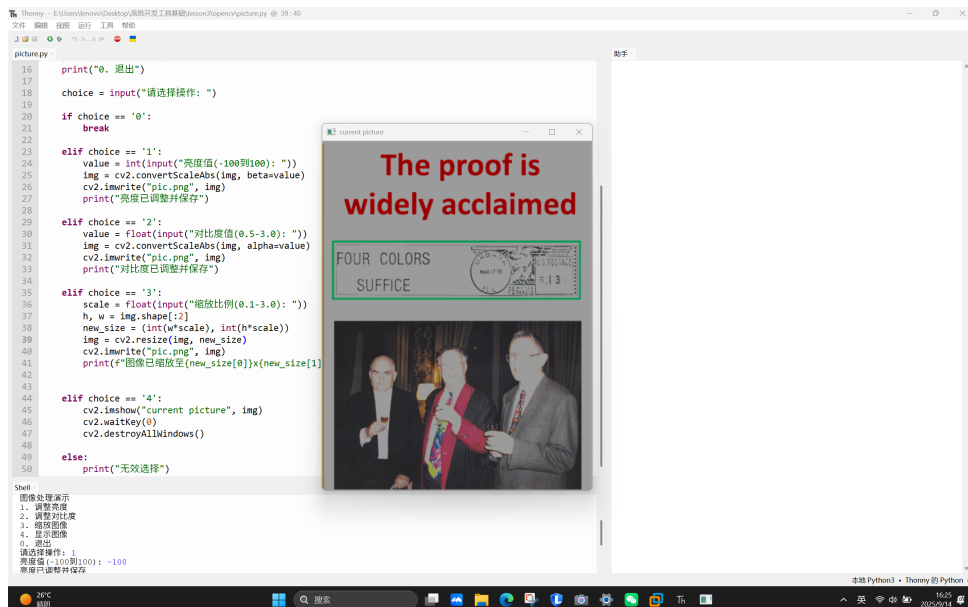 Thonny - E:\Users\lenovo\Desktop\系统开发工具基础\lesson3\opencv\picture.py @ 39 : 40
文件 编辑 视图 运行 工具 帮助
picture.py
助手
16 print("0. 退出")
17
18 choice = input("请选择操作: ")
19
20 if choice == '0':
21 break
22
23 elif choice == '1':
24 value = int(input("亮度值(-100到100): "))
25 img = cv2.convertScaleAbs(img, beta=value)
26 cv2.imwrite("pic.png", img)
27 print("亮度已调整并保存")
28
29 elif choice == '2':
30 value = float(input("对比度值(0.5-3.0): "))
31 img = cv2.convertScaleAbs(img, alpha=value)
32 cv2.imwrite("pic.png", img)
33 print("对比度已调整并保存")
34
35 elif choice == '3':
36 scale = float(input("缩放比例(0.1-3.0): "))
37 h, w = img.shape[:2]
38 new_size = (int(w*scale), int(h*scale))
39 img = cv2.resize(img, new_size)
40 cv2.imwrite("pic.png", img)
41 print(f"图像已缩放至{new_size[0]}x{new_size[1]
42
43
44 elif choice == '4':
45 cv2.imshow("current picture", img)
46 cv2.waitKey(0)
47 cv2.destroyAllWindows()
48
49 else:
50 print("无效选择")
current picture
The proof is
widely acclaimed
FOUR COLORS
SUFFICE
U.S. POSTAGE
13
Shell
图像处理演示
1. 调整亮度
2. 调整对比度
3. 缩放图像
4. 显示图像
0. 退出
请选择操作: 1
亮度值(-100到100): -100
亮度已调整并保存
本地 Python3 • Thonny 的 Python
26°C
晴朗
搜索
英
16:25
2025/9/14